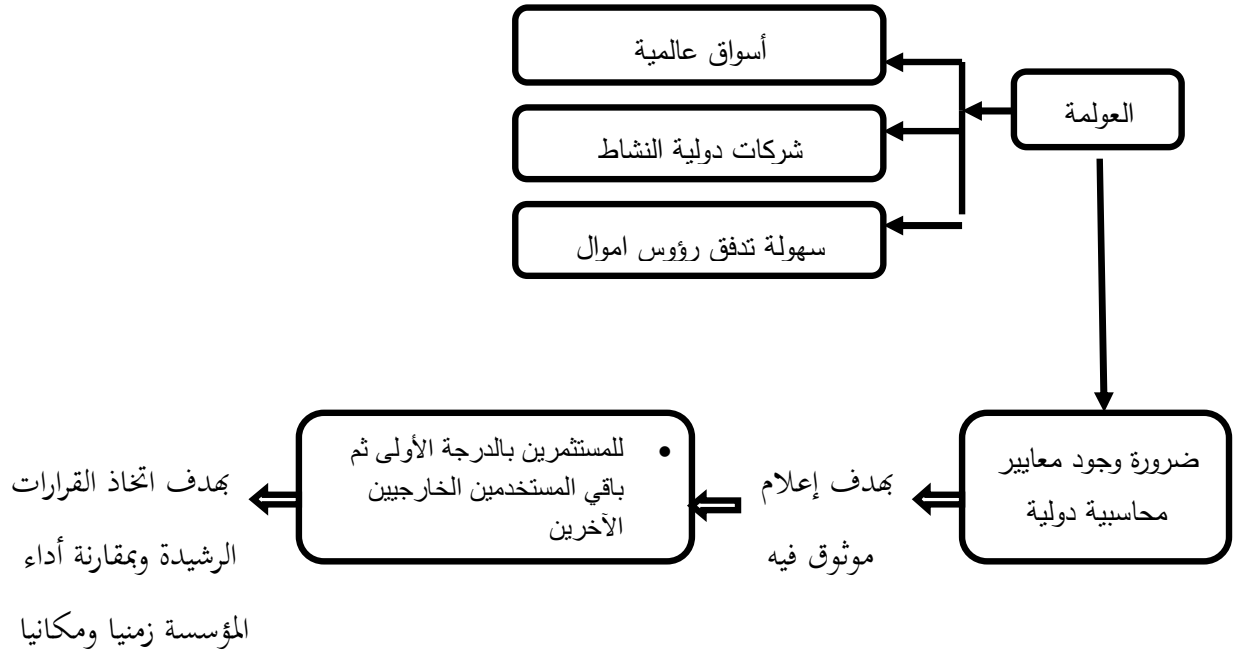 أسواق عالمية
العولمة
شركات دولية النشاط
سهولة تدفق رؤوس اموال
ضرورة وجود معايير
محاسبية دولية
بهدف إعلام
موثوق فيه
• للمستثمرين بالدرجة الأولى ثم
باقي المستخدمين الخارجيين
الآخرين
بهدف اتخاذ القرارات
الرشيدة وبمقارنة أداء
المؤسسة زمنيا ومكانيا